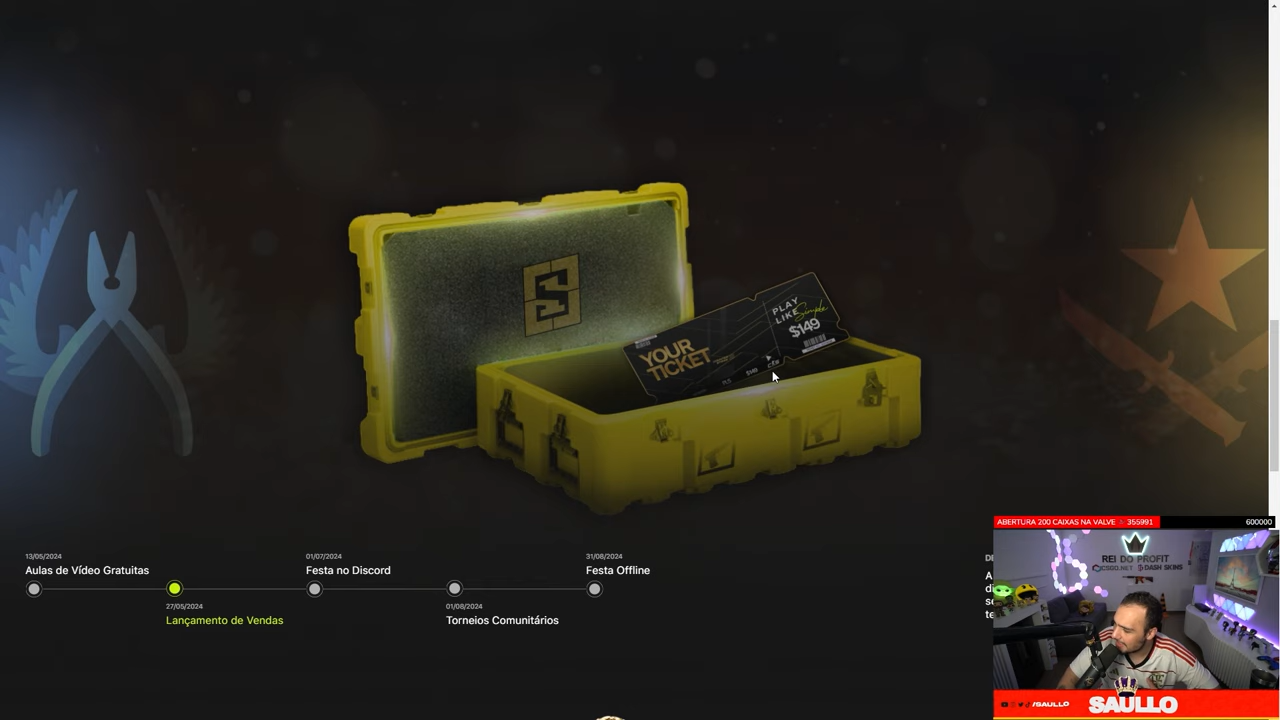 YOUR
TICKET
PLAY
LIKE Simple
$149
$149
13/05/2024
Aulas de Vídeo Gratuitas
27/05/2024
Lançamento de Vendas
01/07/2024
Festa no Discord
01/08/2024
Torneios Comunitários
31/08/2024
Festa Offline
ABERTURA 200 CAIXAS NA VALVE
355991
600000
REI DO PROFIT
CSGO.NET
DASH SKINS
/SAULLO
SAULLO